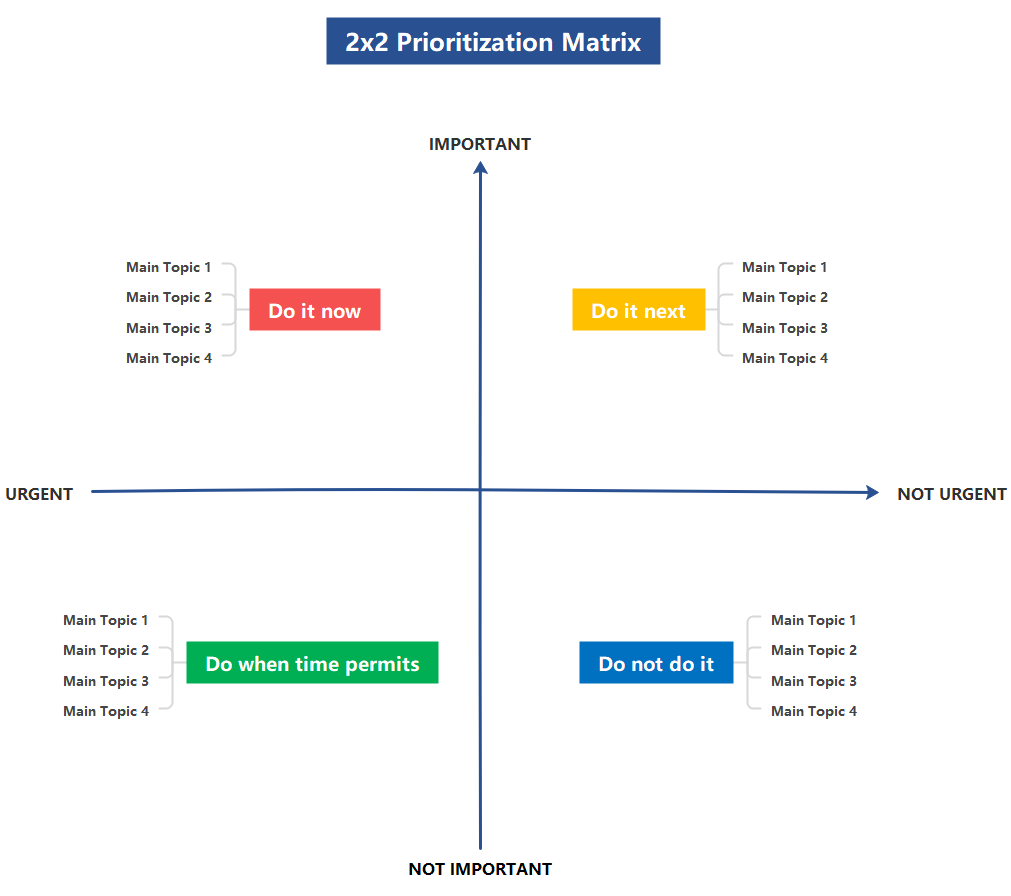 2x2 Prioritization Matrix
IMPORTANT
Main Topic 1
Main Topic 2
Main Topic 3
Main Topic 4
Do it now
Do it next
Main Topic 1
Main Topic 2
Main Topic 3
Main Topic 4
URGENT
NOT URGENT
Main Topic 1
Main Topic 2
Main Topic 3
Main Topic 4
Do when time permits
Do not do it
Main Topic 1
Main Topic 2
Main Topic 3
Main Topic 4
NOT IMPORTANT